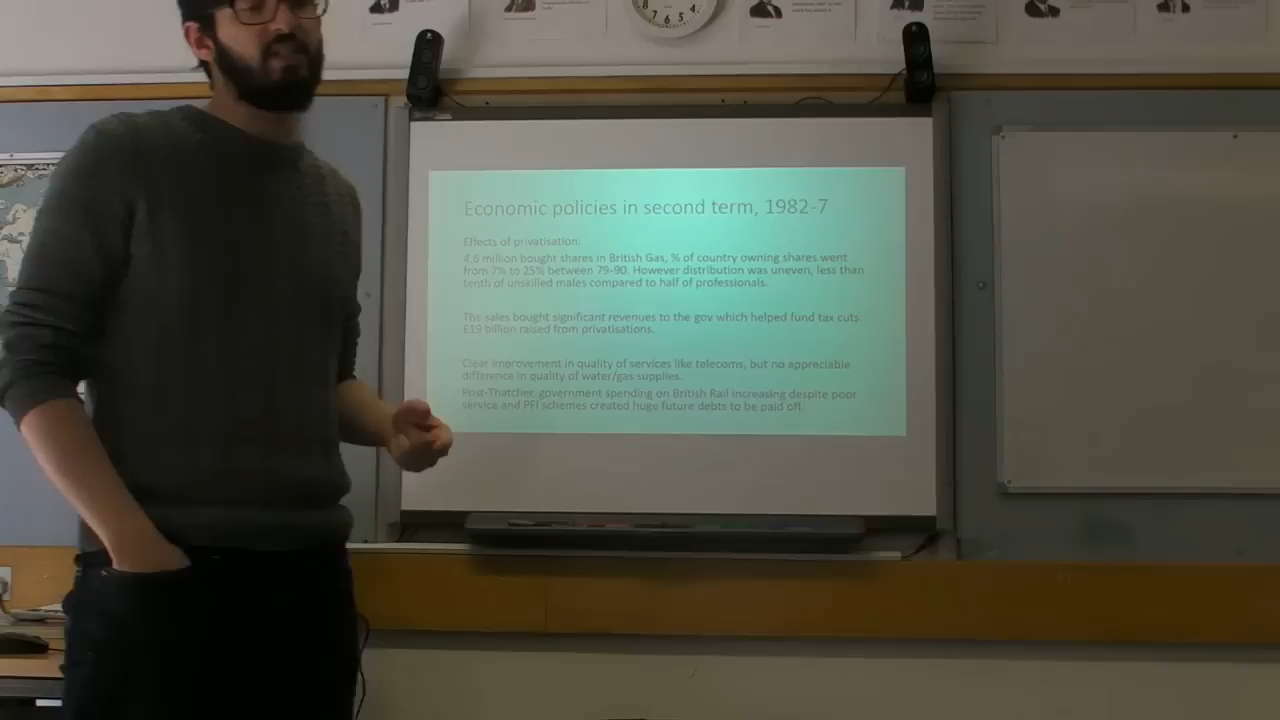 7 6 5 4
Economic policies in second term, 1982-7
Effects of privatisation:
4.6 million bought shares in British Gas, % of country owning shares went
from 7% to 25% between 79-90. However distribution was uneven, less than
tenth of unskilled males compared to half of professionals.
The sales bought significant revenues to the gov which helped fund tax cuts.
£19 billion raised from privatisations.
Clear improvement in quality of services like telecoms, but no appreciable
difference in quality of water/gas supplies.
Post-Thatcher, government spending on British Rail increasing despite poor
service and PFI schemes created huge future debts to be paid off.